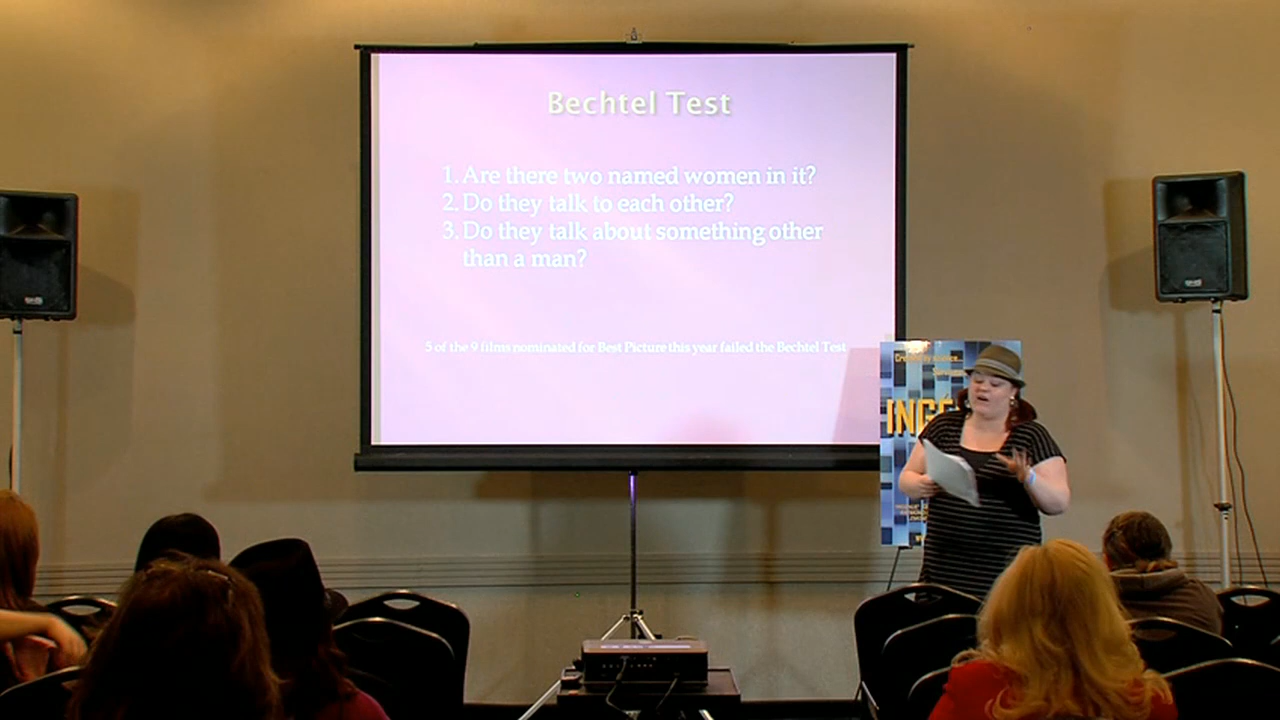 Bechtel Test
1. Are there two named women in it?
2. Do they talk to each other?
3. Do they talk about something other
than a man?
5 of the 9 films nominated for Best Picture this year failed the Bechtel Test